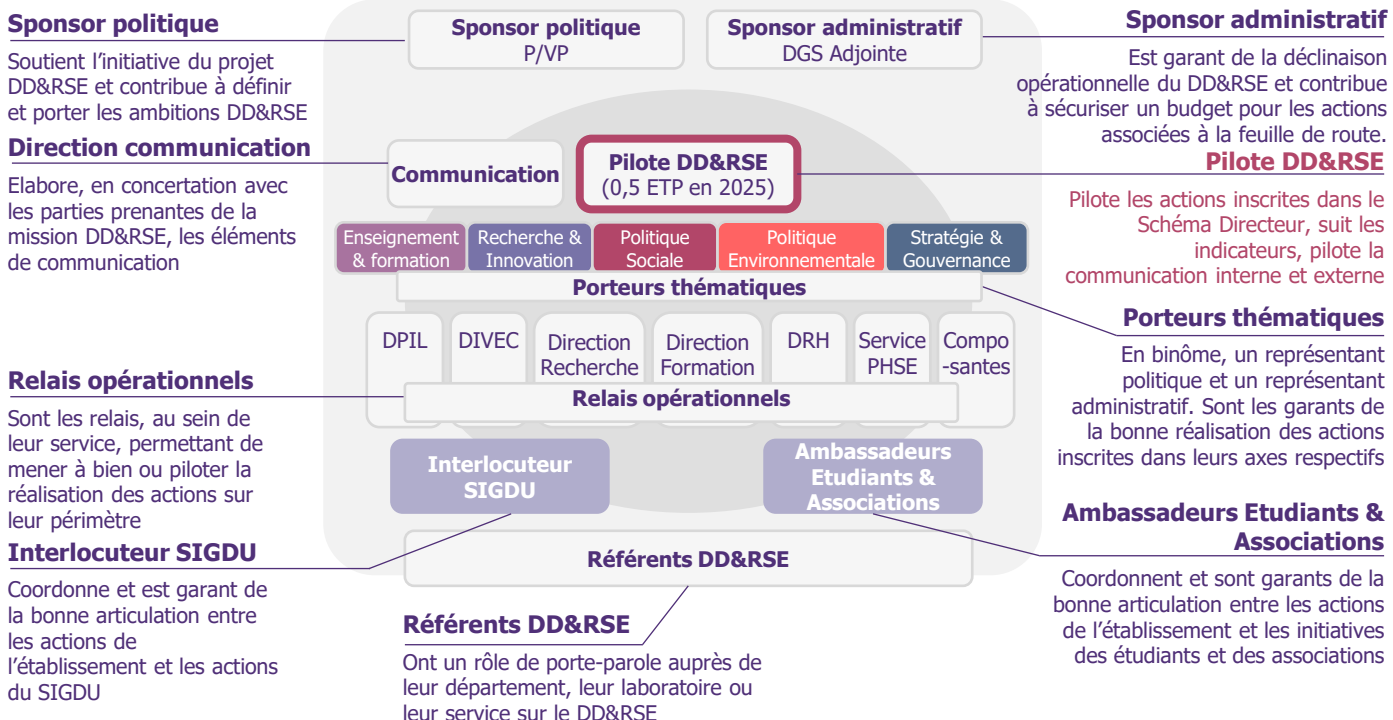 Sponsor politique
Soutient l’initiative du projet
DD&RSE et contribue à définir
et porter les ambitions DD&RSE
Direction communication
Elabore, en concertation avec
les parties prenantes de la
mission DD&RSE, les éléments
de communication
Relais opérationnels
Sont les relais, au sein de
leur service, permettant de
mener à bien ou piloter la
réalisation des actions sur
leur périmètre
Interlocuteur SIGDU
Coordonne et est garant de
la bonne articulation entre
les actions de
l’établissement et les actions
du SIGDU
Sponsor politique
P/VP
Sponsor administratif
DGS Adjointe
Communication
Pilote DD&RSE
(0,5 ETP en 2025)
Enseignement
& formation
Recherche &
Innovation
Politique
Sociale
Politique
Environnementale
Stratégie &
Gouvernance
Porteurs thématiques
DPIL
DIVEC
Direction
Recherche
Direction
Formation
DRH
Service
PHSE
Compo
-santes
Relais opérationnels
Interlocuteur
SIGDU
Ambassadeurs
Etudiants &
Associations
Référents DD&RSE
Référents DD&RSE
Ont un rôle de porte-parole auprès de
leur département, leur laboratoire ou
leur service sur le DD&RSE
Sponsor administratif
Est garant de la déclinaison
opérationnelle du DD&RSE et contribue
à sécuriser un budget pour les actions
associées à la feuille de route.
Pilote DD&RSE
Pilote les actions inscrites dans le
Schéma Directeur, suit les
indicateurs, pilote la
communication interne et externe
Porteurs thématiques
En binôme, un représentant
politique et un représentant
administratif. Sont les garants de
la bonne réalisation des actions
inscrites dans leurs axes respectifs
Ambassadeurs Etudiants &
Associations
Coordonnent et sont garants de la
bonne articulation entre les actions
de l’établissement et les initiatives
des étudiants et des associations